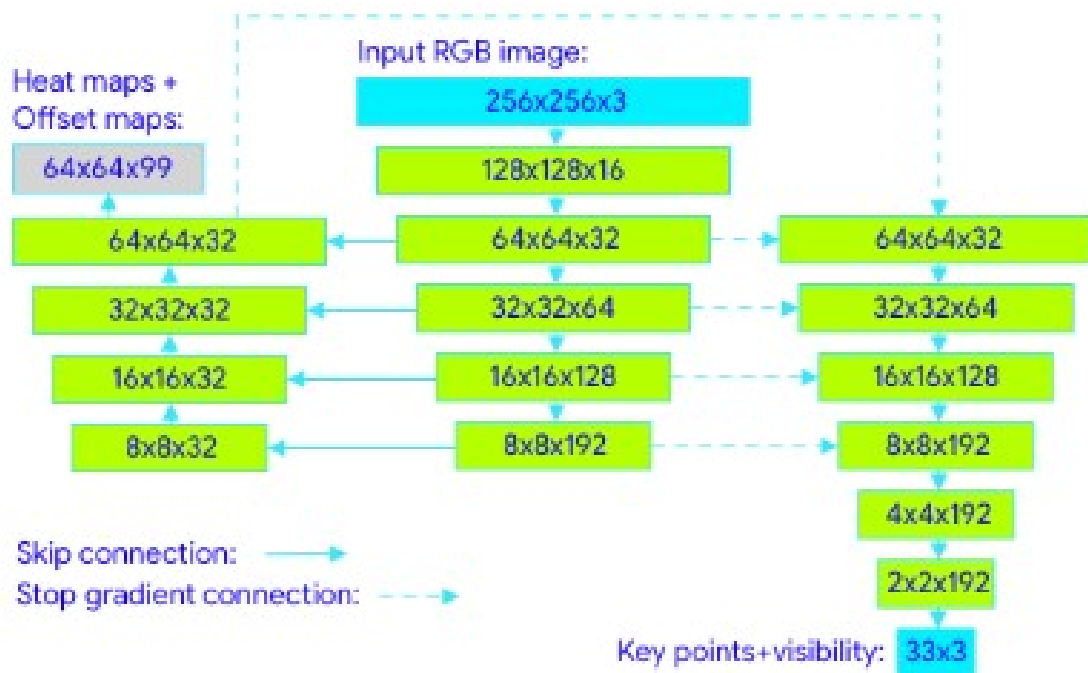 Input RGB image:
256x256x3
Heat maps +
Offset maps:
64x64x99
128x128x16
64x64x32
64x64x32
64x64x32
32x32x32
32x32x64
32x32x64
16x16x32
16x16x128
16x16x128
8x8x32
8x8x192
8x8x192
4x4x192
2x2x192
Skip connection:
Stop gradient connection:
Key points+visibility:
33x3